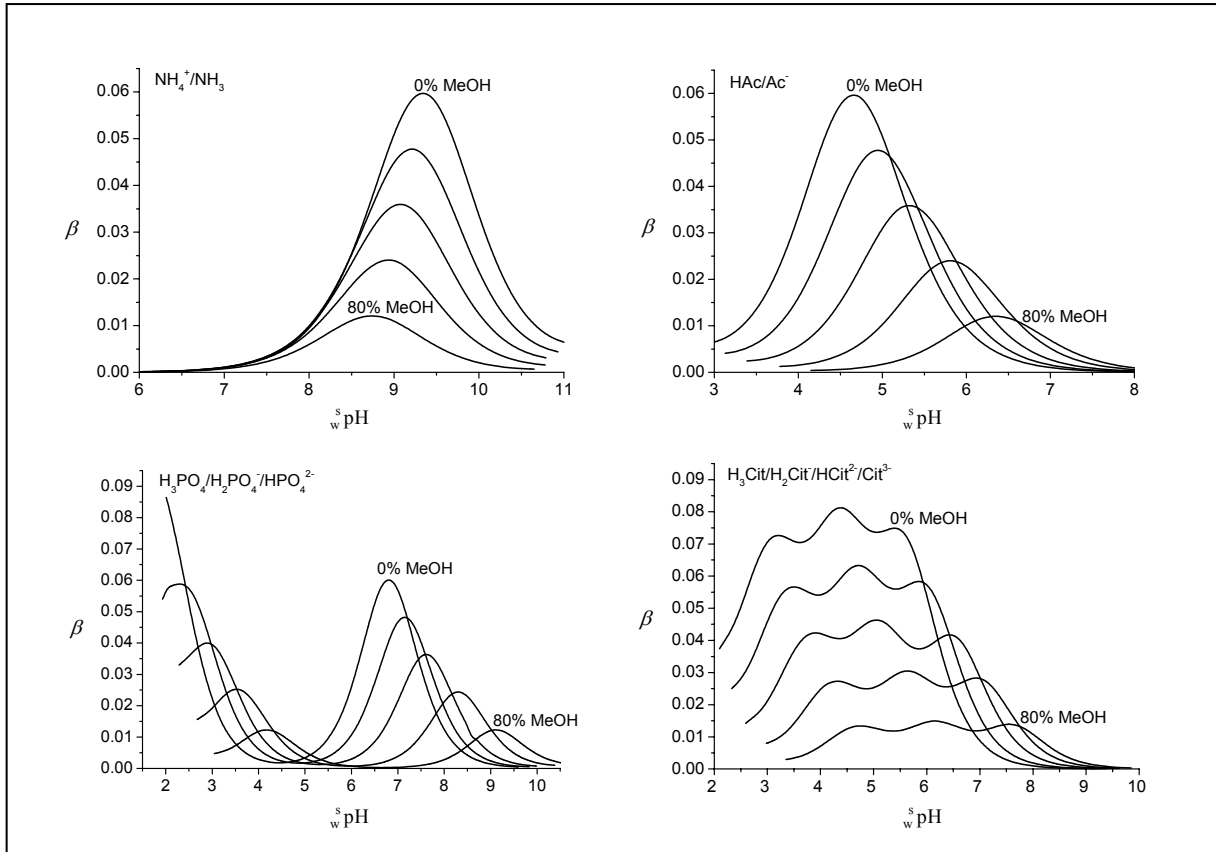 NH₄⁺/NH₃
0% MeOH
80% MeOH
0.06
0.05
0.04
0.03
0.02
0.01
0.00
β
6 7 8 9 10 11
ˢwpH
HAc/Ac⁻
0% MeOH
80% MeOH
0.06
0.05
0.04
0.03
0.02
0.01
0.00
β
3 4 5 6 7 8
ˢwpH
H₃PO₄/H₂PO₄⁻/HPO₄²⁻
0% MeOH
80% MeOH
0.09
0.08
0.07
0.06
0.05
0.04
0.03
0.02
0.01
0.00
β
2 3 4 5 6 7 8 9 10
ˢwpH
H₃Cit/H₂Cit⁻/HCit²⁻/Cit³⁻
0% MeOH
80% MeOH
0.09
0.08
0.07
0.06
0.05
0.04
0.03
0.02
0.01
0.00
β
2 3 4 5 6 7 8 9 10
ˢwpH